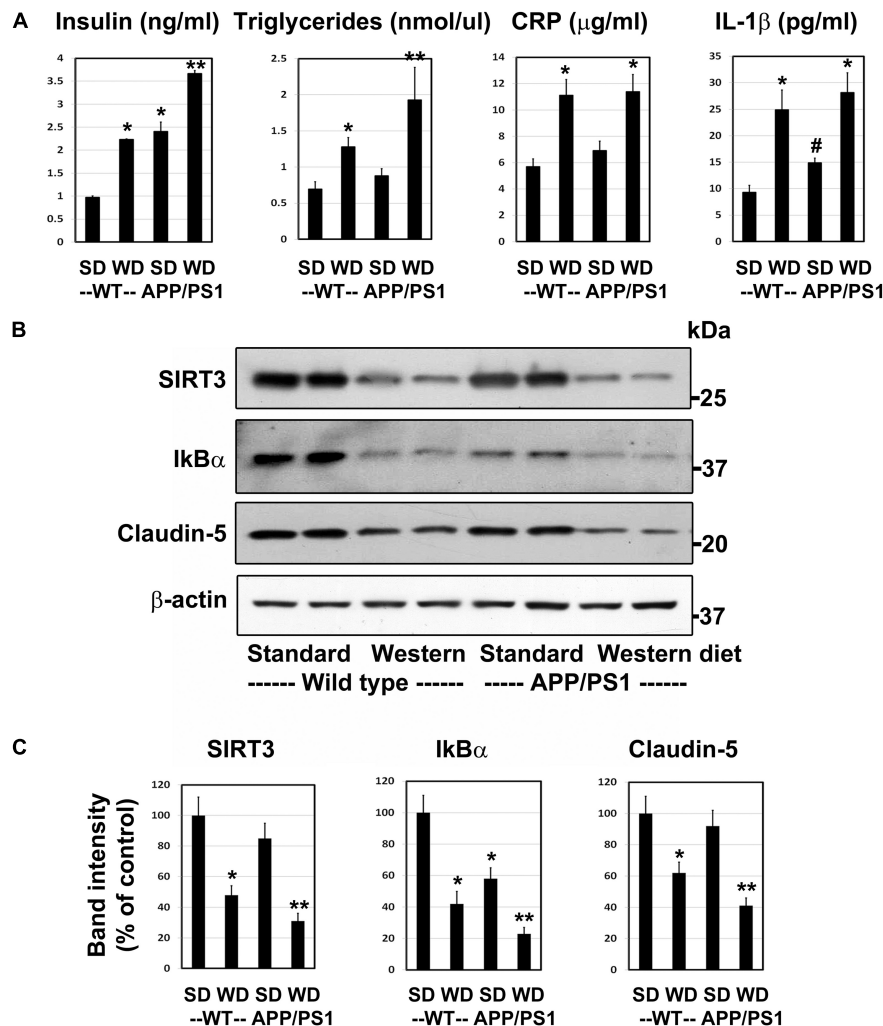 A
Insulin (ng/ml) Triglycerides (nmol/ul) CRP (μg/ml) IL-1β (pg/ml)
4 3.5 3 2.5 2 1.5 1 0.5 0
* * **
2.5 2 1.5 1 0.5 0
* **
14 12 10 8 6 4 2 0
* *
35 30 25 20 15 10 5 0
* # *
SD WD SD WD SD WD SD WD SD WD SD WD SD WD SD WD
--WT-- APP/PS1 --WT-- APP/PS1 --WT-- APP/PS1 --WT-- APP/PS1
B
kDa
SIRT3
-25
IkBα
-37
Claudin-5
-20
β-actin
-37
Standard Western Standard Western diet
------ Wild type ------ ----- APP/PS1 ------
C
SIRT3 IkBα Claudin-5
Band intensity
(% of control)
120 100 80 60 40 20 0
* **
120 100 80 60 40 20 0
* * **
120 100 80 60 40 20 0
* **
SD WD SD WD SD WD SD WD SD WD SD WD
--WT-- APP/PS1 --WT-- APP/PS1 --WT-- APP/PS1